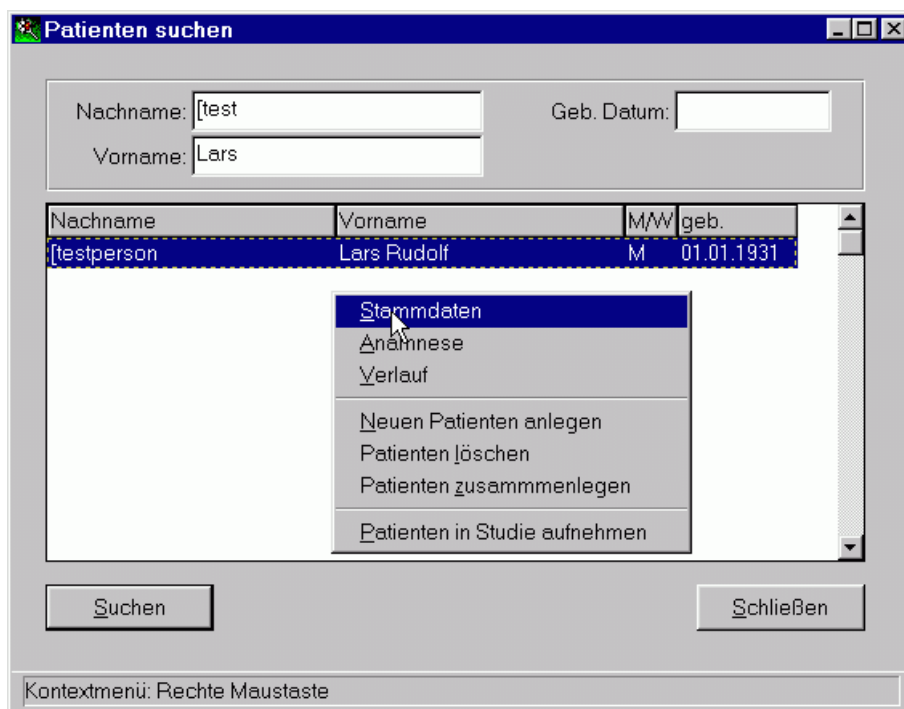 Patienten suchen
Nachname: [test Geb. Datum:
Vorname: Lars
Nachname Vorname M/W geb.
[testperson Lars Rudolf M 01.01.1931
Stammdaten
Anamnese
Verlauf
Neuen Patienten anlegen
Patienten löschen
Patienten zusammmenlegen
Patienten in Studie aufnehmen
Suchen Schließen
Kontextmenü: Rechte Maustaste